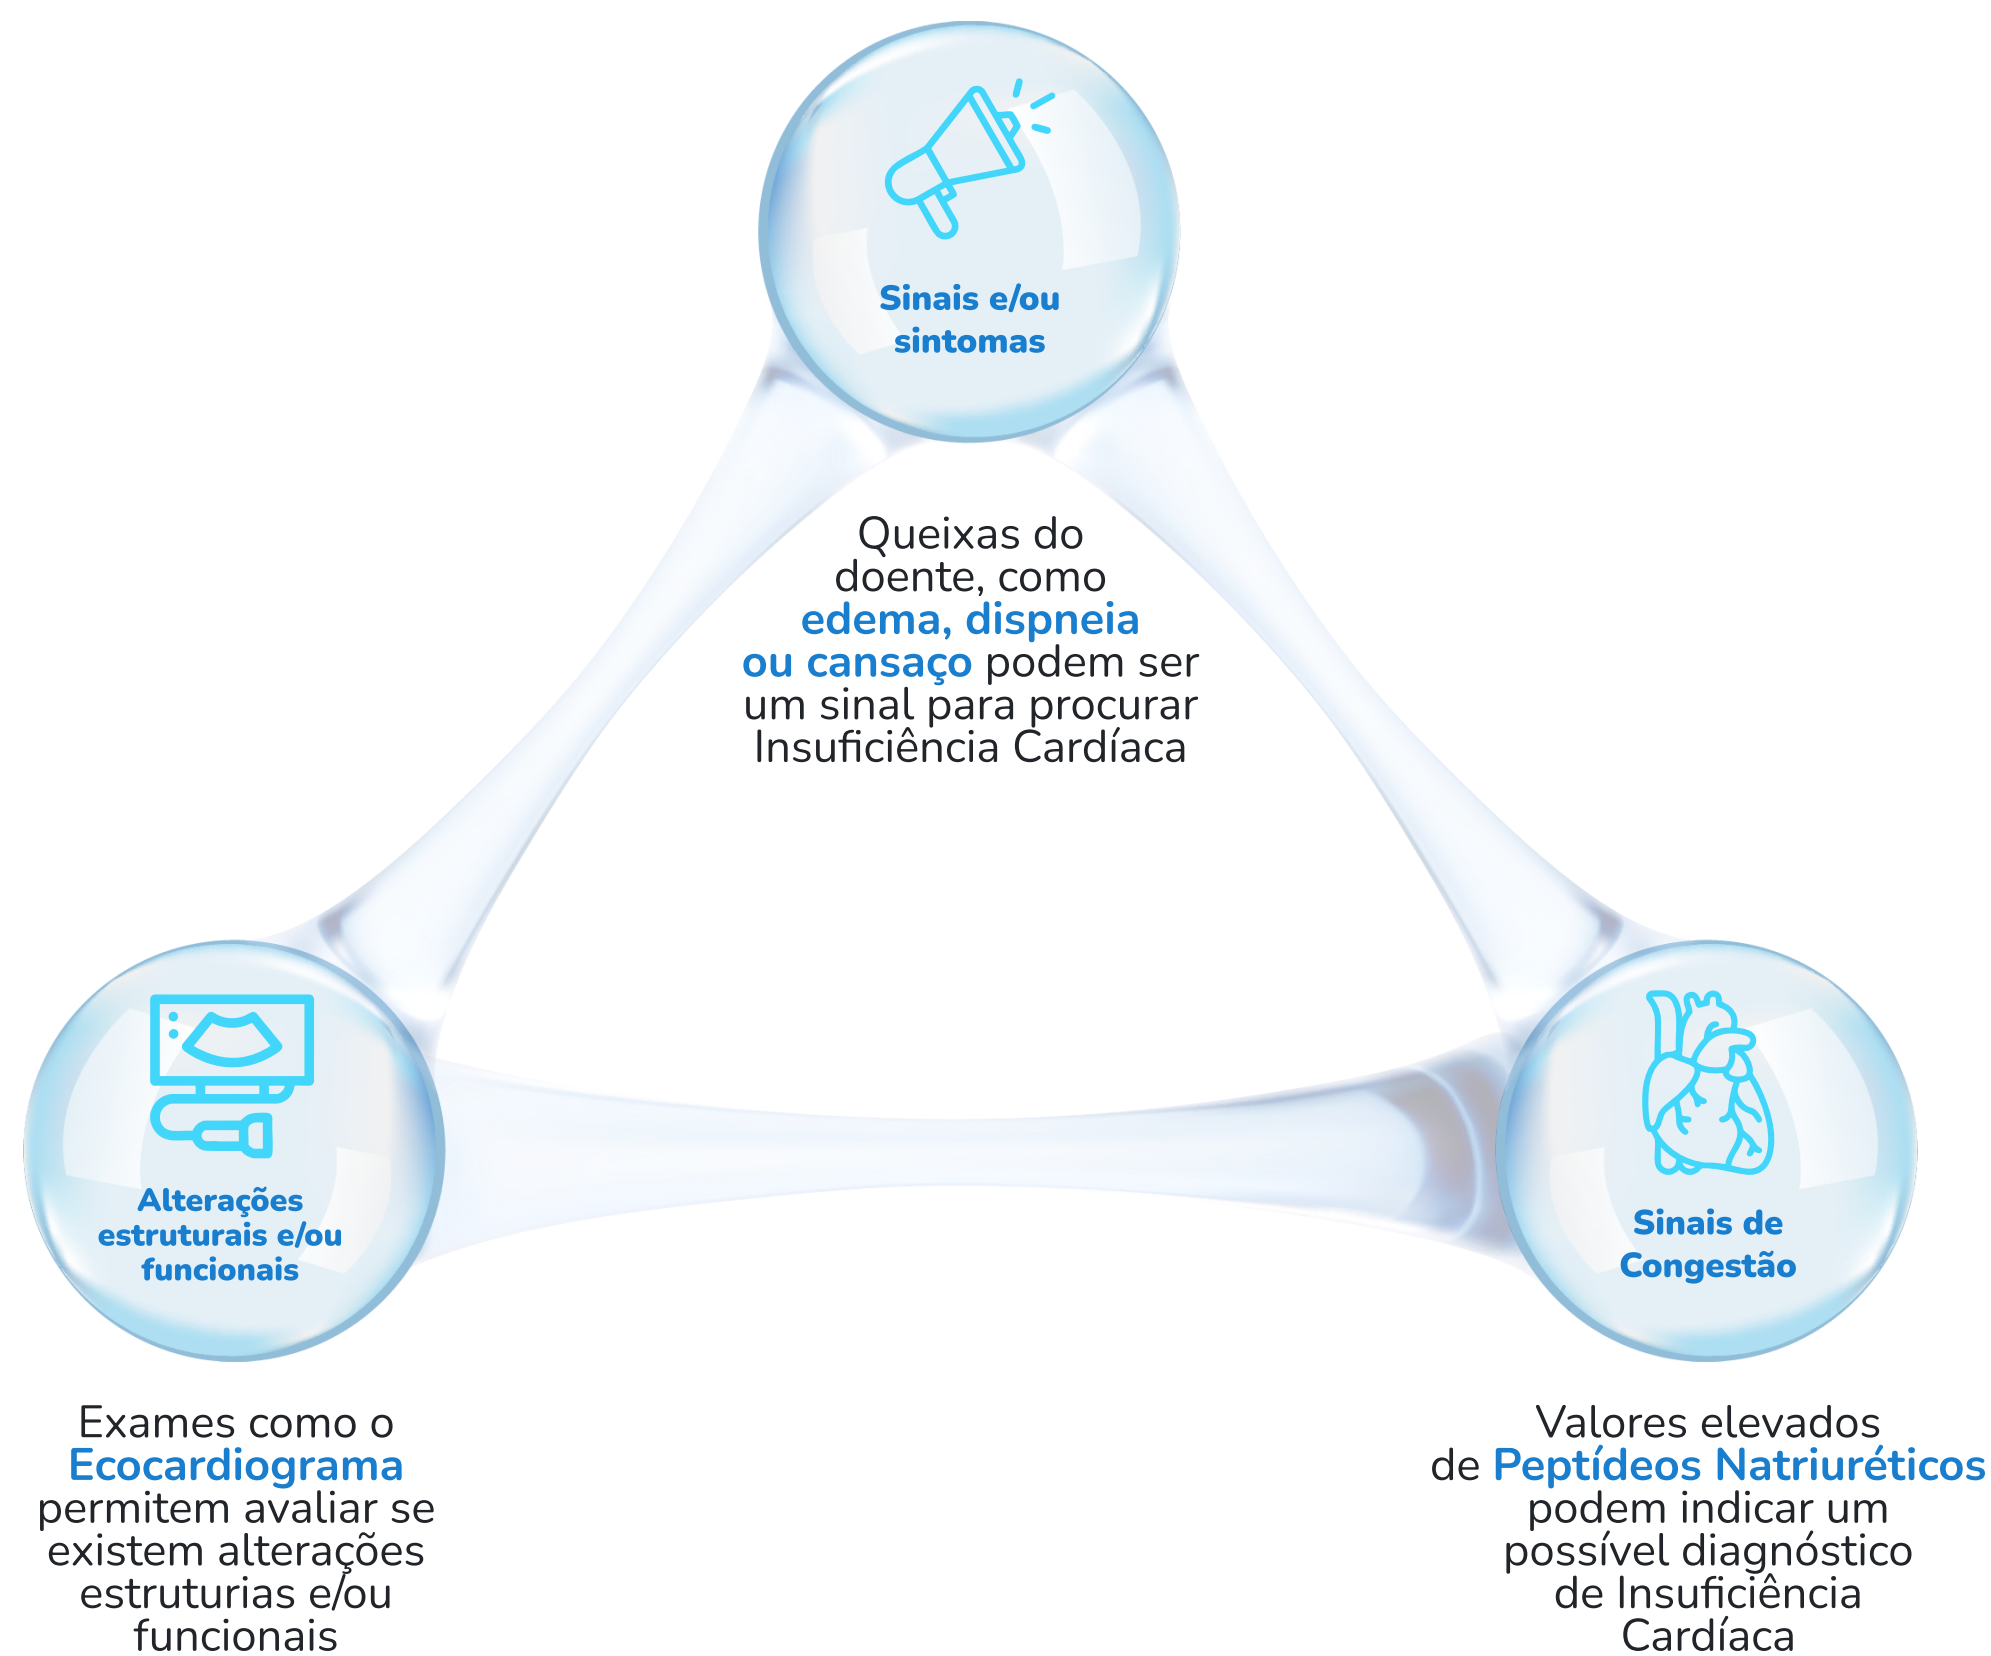 Sinais e/ou
sintomas
Queixas do
doente, como
edema, dispneia
ou cansaço podem ser
um sinal para procurar
Insuficiência Cardíaca
Alterações
estruturais e/ou
funcionais
Exames como o
Ecocardiograma
permitem avaliar se
existem alterações
estruturias e/ou
funcionais
Sinais de
Congestão
Valores elevados
de Peptídeos Natriuréticos
podem indicar um
possível diagnóstico
de Insuficiência
Cardíaca